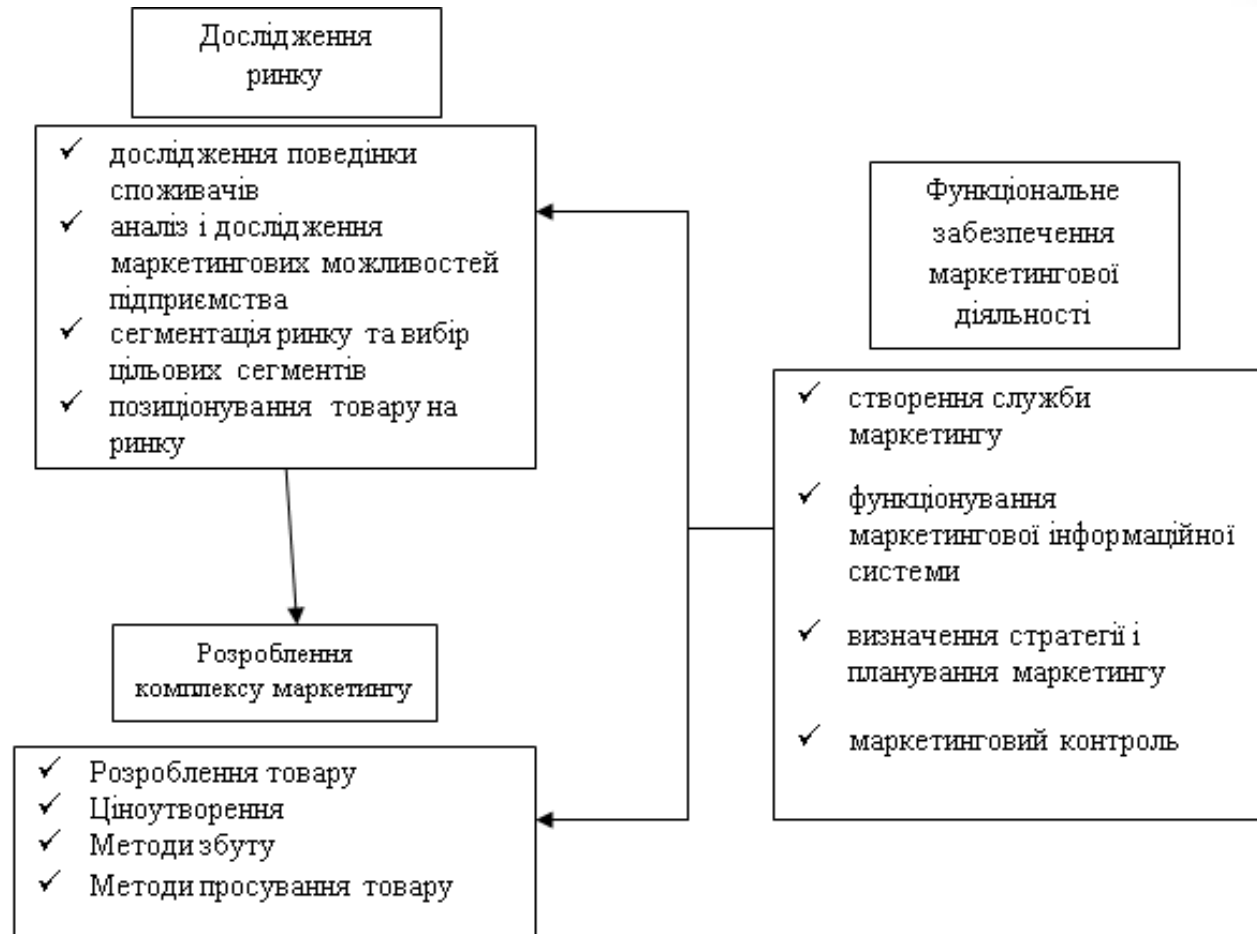 Дослідження
ринку
✓ дослідження поведінки
споживачів
✓ аналіз і дослідження
маркетингових можливостей
підприємства
✓ сегментація ринку та вибір
цільових сегментів
✓ позиціонування товару на
ринку
Розроблення
комплексу маркетингу
✓ Розроблення товару
✓ Ціноутворення
✓ Методи збуту
✓ Методи просування товару
Функціональне
забезпечення
маркетингової
діяльності
✓ створення служби
маркетингу
✓ функціонування
маркетингової інформаційної
системи
✓ визначення стратегії і
планування маркетингу
✓ маркетинговий контроль